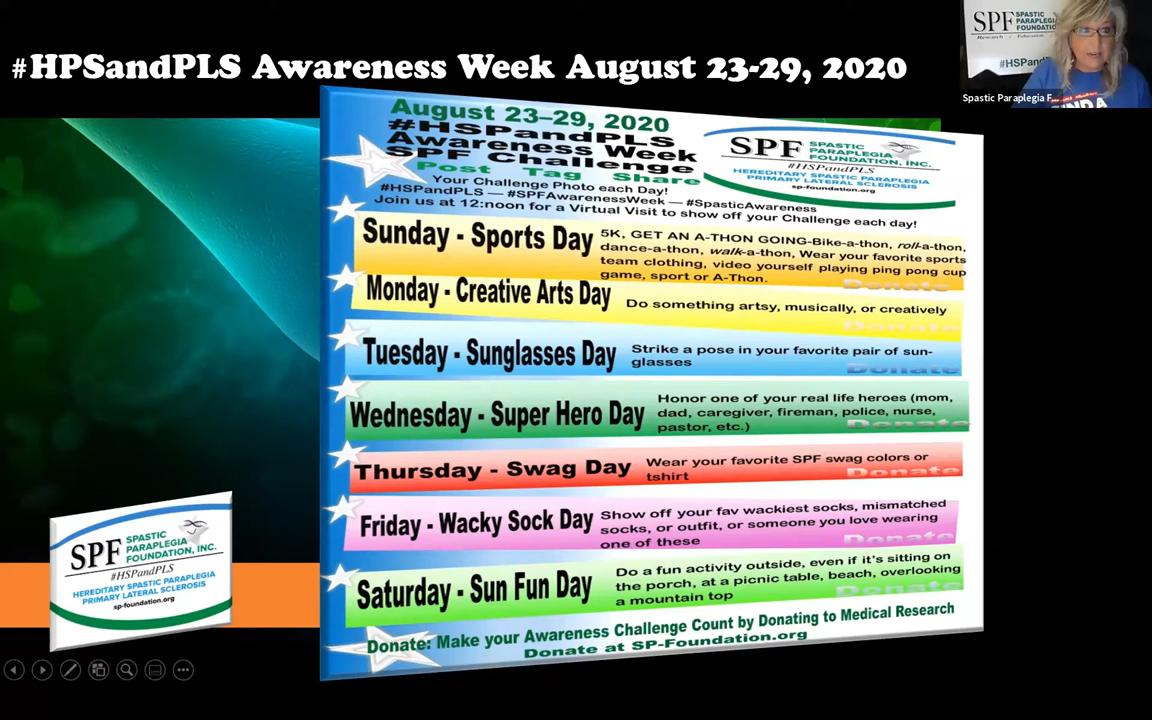 #HPSandPLS Awareness Week August 23-29, 2020
SPF SPASTIC
PARAPLEGIA
FOUNDATION
Research / Education
Spastic Paraplegia F
August 23–29, 2020
#HSPandPLS
Awareness Week
SPF Challenge
Post Tag Share
Your Challenge Photo each Day!
#HSPandPLS — #SPFAwarenessWeek — #SpasticAwareness
Join us at 12:noon for a Virtual Visit to show off your Challenge each day!
SPF SPASTIC
PARAPLEGIA
FOUNDATION, INC.
#HSPandPLS
HEREDITARY SPASTIC PARAPLEGIA
PRIMARY LATERAL SCLEROSIS
sp-foundation.org
Sunday - Sports Day 5K, GET AN A-THON GOING-Bike-a-thon, roll-a-thon,
dance-a-thon, walk-a-thon, Wear your favorite sports
team clothing, video yourself playing ping pong cup
game, sport or A-Thon.
Donate
Monday - Creative Arts Day Do something artsy, musically, or creatively
Donate
Tuesday - Sunglasses Day Strike a pose in your favorite pair of sun-
glasses
Donate
Wednesday - Super Hero Day Honor one of your real life heroes (mom,
dad, caregiver, fireman, police, nurse,
pastor, etc.)
Donate
Thursday - Swag Day Wear your favorite SPF swag colors or
tshirt
Donate
Friday - Wacky Sock Day Show off your fav wackiest socks, mismatched
socks, or outfit, or someone you love wearing
one of these
Donate
Saturday - Sun Fun Day Do a fun activity outside, even if it's sitting on
the porch, at a picnic table, beach, overlooking
a mountain top
Donate
Donate: Make your Awareness Challenge Count by Donating to Medical Research
Donate at SP-Foundation.org
SPF SPASTIC
PARAPLEGIA
FOUNDATION, INC.
#HSPandPLS
HEREDITARY SPASTIC PARAPLEGIA
PRIMARY LATERAL SCLEROSIS
sp-foundation.org